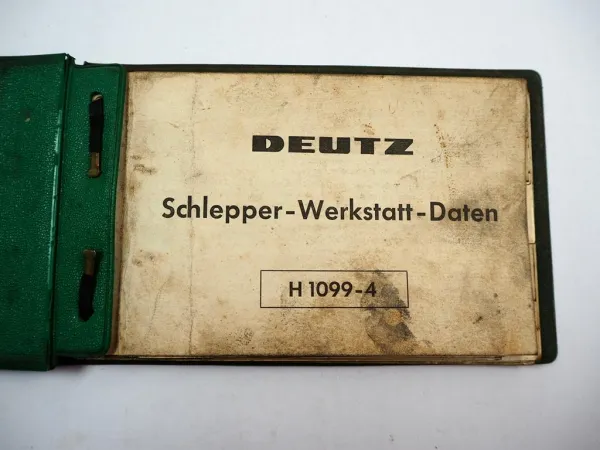 DEUTZ
Schlepper-Werkstatt-Daten
H 1099-4